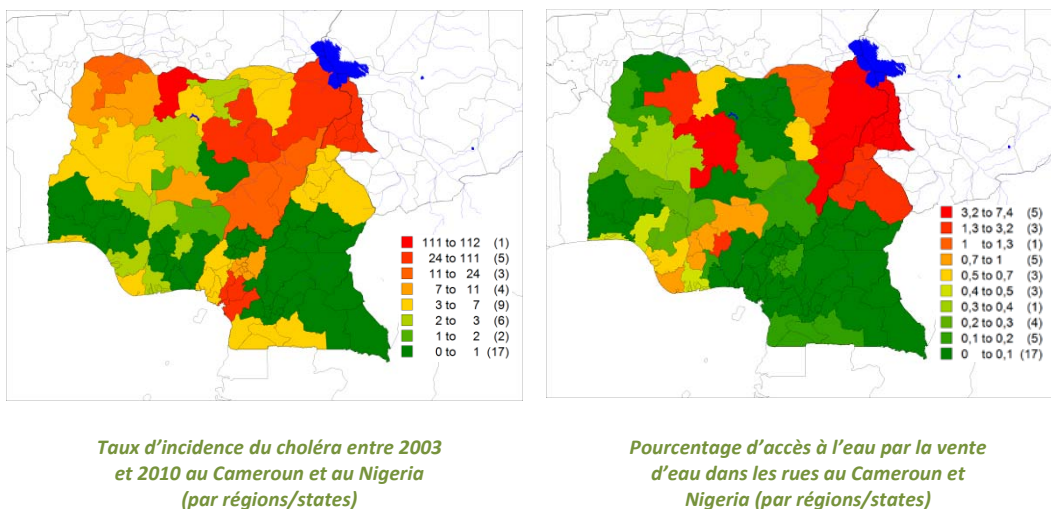 111 to 112 (1)
24 to 111 (5)
11 to 24 (3)
7 to 11 (4)
3 to 7 (9)
2 to 3 (6)
1 to 2 (2)
0 to 1 (17)
3,2 to 7,4 (5)
1,3 to 3,2 (3)
1 to 1,3 (1)
0,7 to 1 (5)
0,5 to 0,7 (3)
0,4 to 0,5 (3)
0,3 to 0,4 (1)
0,2 to 0,3 (4)
0,1 to 0,2 (5)
0 to 0,1 (17)
Taux d’incidence du choléra entre 2003
et 2010 au Cameroun et au Nigeria
(par régions/states)
Pourcentage d’accès à l’eau par la vente
d’eau dans les rues au Cameroun et
Nigeria (par régions/states)